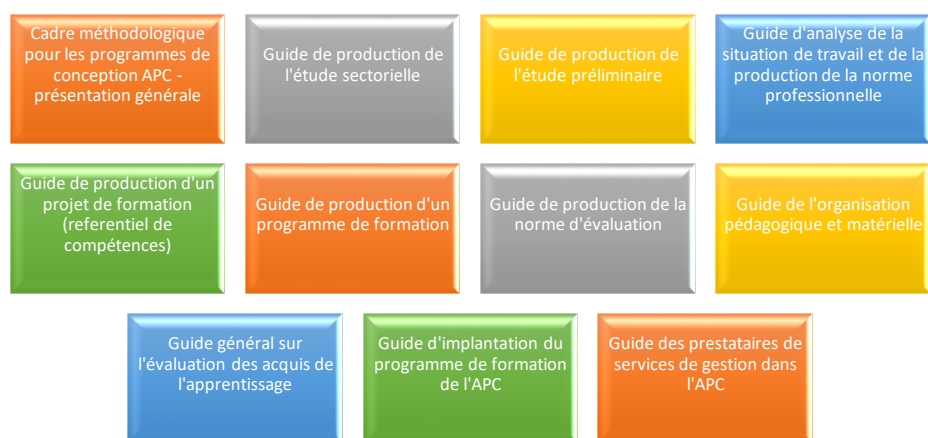 Cadre méthodologique
pour les programmes de
conception APC -
présentation générale
Guide de production de
l'étude sectorielle
Guide de production de
l'étude préliminaire
Guide d'analyse de la
situation de travail et de la
production de la norme
professionnelle
Guide de production d'un
projet de formation
(referentiel de
compétences)
Guide de production d'un
programme de formation
Guide de production de la
norme d'évaluation
Guide de l'organisation
pédagogique et matérielle
Guide général sur
l'évaluation des acquis de
l'apprentissage
Guide d'implantation du
programme de formation
de l'APC
Guide des prestataires de
services de gestion dans
l'APC